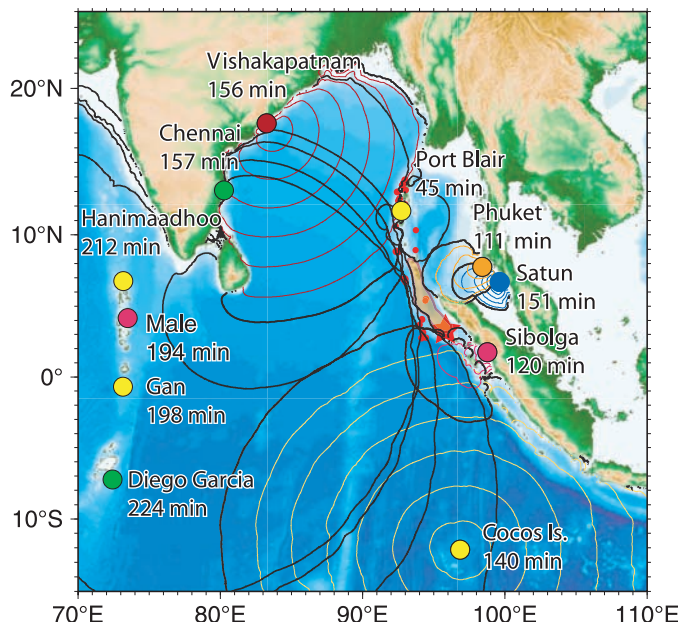 Vishakapatnam
156 min
20°N
Chennai
157 min
Port Blair
45 min
Hanimaadhoo
212 min
10°N
Phuket
111 min
Satun
151 min
Male
194 min
Sibolga
120 min
0°
Gan
198 min
Diego Garcia
224 min
10°S
Cocos Is.
140 min
70°E
80°E
90°E
100°E
110°E